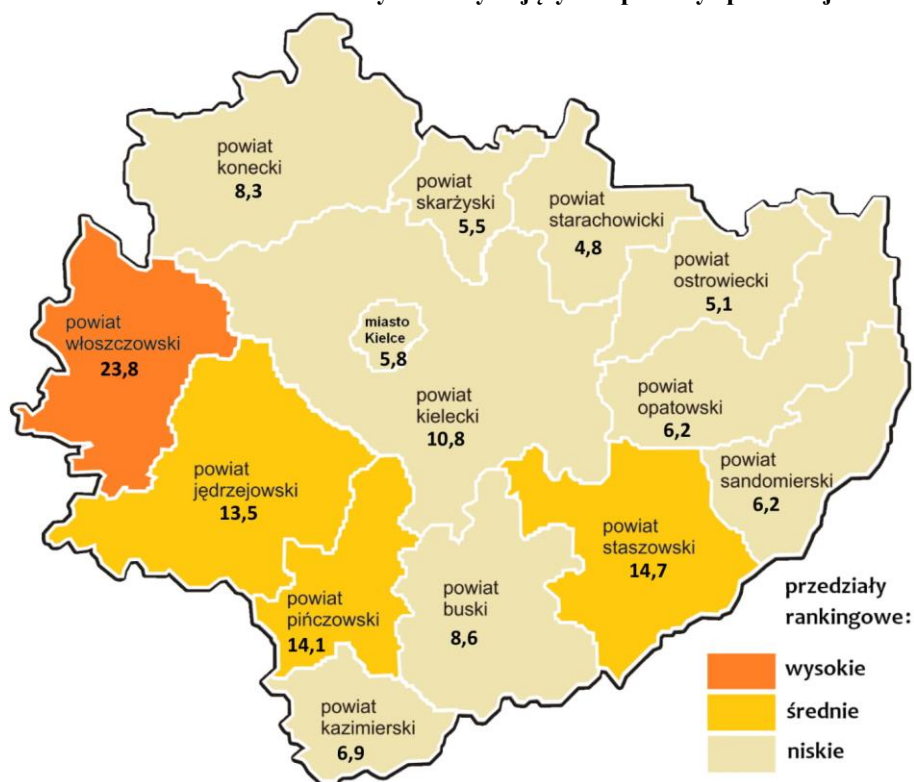 powiat
konecki
8,3
powiat
skarżyski
5,5
powiat
starachowicki
4,8
powiat
ostrowiecki
5,1
powiat
włoszczowski
23,8
miasto
Kielce
5,8
powiat
kielecki
10,8
powiat
opatowski
6,2
powiat
sandomierski
6,2
powiat
jędrzejowski
13,5
powiat
staszowski
14,7
powiat
pińczowski
14,1
powiat
buski
8,6
powiat
kazimierski
6,9
przedziały
rankingowe:
wysokie
średnie
niskie